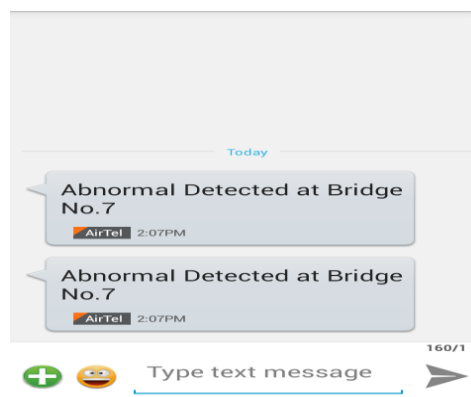 Today
Abnormal Detected at Bridge
No.7
AirTel 2:07PM
Abnormal Detected at Bridge
No.7
AirTel 2:07PM
160/1
Type text message